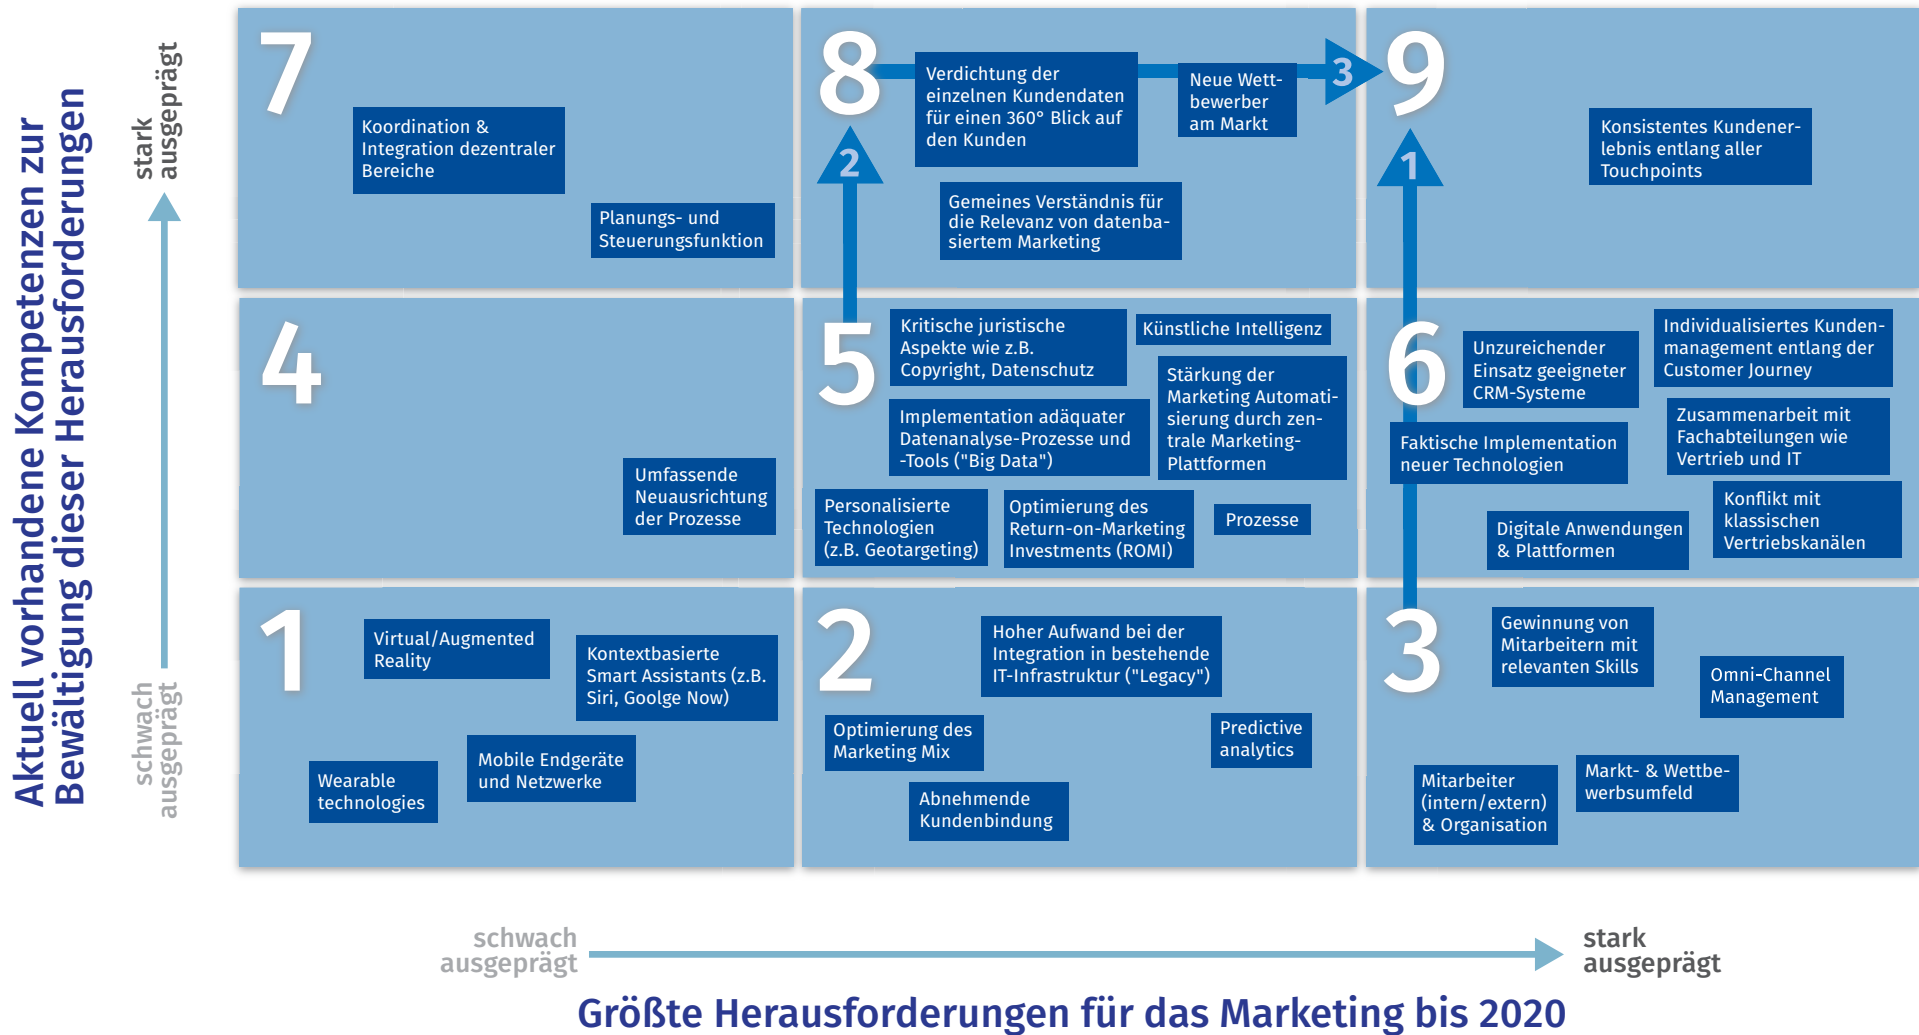 Aktuell vorhandene Kompetenzen zur
Bewältigung dieser Herausforderungen
stark
ausgeprägt
schwach
ausgeprägt
7
Koordination &
Integration dezentraler
Bereiche
Planungs- und
Steuerungsfunktion
8
Verdichtung der
einzelnen Kundendaten
für einen 360° Blick auf
den Kunden
Neue Wett-
bewerber
am Markt
3
2
Gemeines Verständnis für
die Relevanz von datenba-
siertem Marketing
9
1
Konsistentes Kundener-
lebnis entlang aller
Touchpoints
4
Umfassende
Neuausrichtung
der Prozesse
5
Kritische juristische
Aspekte wie z.B.
Copyright, Datenschutz
Künstliche Intelligenz
Implementation adäquater
Datenanalyse-Prozesse und
-Tools ("Big Data")
Stärkung der
Marketing Automati-
sierung durch zen-
trale Marketing-
Plattformen
Personalisierte
Technologien
(z.B. Geotargeting)
Optimierung des
Return-on-Marketing
Investments (ROMI)
Prozesse
6
Unzureichender
Einsatz geeigneter
CRM-Systeme
Individualisiertes Kunden-
management entlang der
Customer Journey
Faktische Implementation
neuer Technologien
Zusammenarbeit mit
Fachabteilungen wie
Vertrieb und IT
Digitale Anwendungen
& Plattformen
Konflikt mit
klassischen
Vertriebskanälen
1
Virtual/Augmented
Reality
Kontextbasierte
Smart Assistants (z.B.
Siri, Goolge Now)
Wearable
technologies
Mobile Endgeräte
und Netzwerke
2
Hoher Aufwand bei der
Integration in bestehende
IT-Infrastruktur ("Legacy")
Optimierung des
Marketing Mix
Predictive
analytics
Abnehmende
Kundenbindung
3
Gewinnung von
Mitarbeitern mit
relevanten Skills
Omni-Channel
Management
Mitarbeiter
(intern/extern)
& Organisation
Markt- & Wettbe-
werbsumfeld
schwach
ausgeprägt
stark
ausgeprägt
Größte Herausforderungen für das Marketing bis 2020